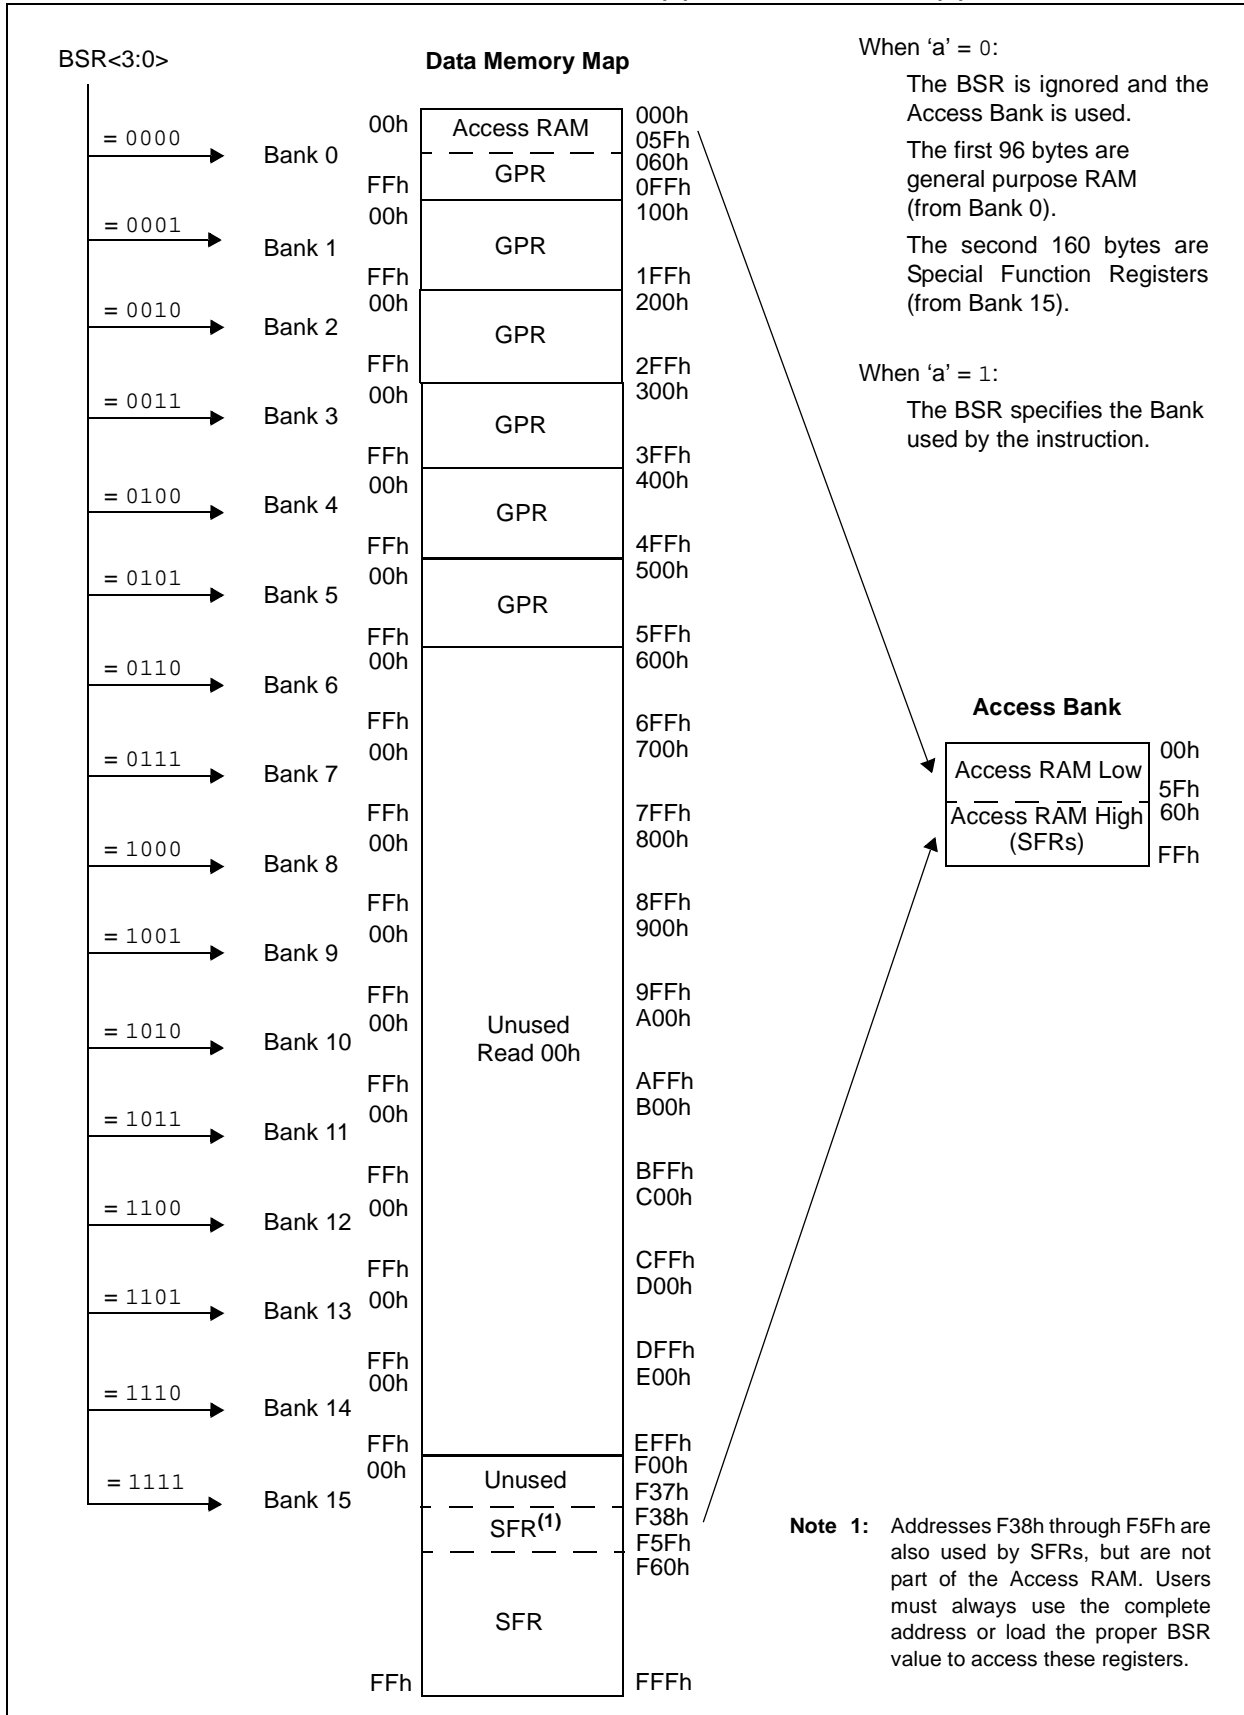 BSR<3:0>
Data Memory Map
When ‘a’ = 0:
The BSR is ignored and the
Access Bank is used.
The first 96 bytes are
general purpose RAM
(from Bank 0).
The second 160 bytes are
Special Function Registers
(from Bank 15).
When ‘a’ = 1:
The BSR specifies the Bank
used by the instruction.
= 0000
Bank 0
00h
FFh
Access RAM
GPR
000h
05Fh
060h
0FFh
= 0001
Bank 1
00h
FFh
GPR
100h
1FFh
= 0010
Bank 2
00h
FFh
GPR
200h
2FFh
= 0011
Bank 3
00h
FFh
GPR
300h
3FFh
= 0100
Bank 4
00h
FFh
GPR
400h
4FFh
= 0101
Bank 5
00h
FFh
GPR
500h
5FFh
= 0110
Bank 6
00h
FFh
600h
6FFh
= 0111
Bank 7
00h
FFh
700h
7FFh
= 1000
Bank 8
00h
FFh
800h
8FFh
= 1001
Bank 9
00h
FFh
900h
9FFh
= 1010
Bank 10
00h
FFh
Unused
Read 00h
A00h
AFFh
= 1011
Bank 11
00h
FFh
B00h
BFFh
= 1100
Bank 12
00h
FFh
C00h
CFFh
= 1101
Bank 13
00h
FFh
D00h
DFFh
= 1110
Bank 14
00h
FFh
E00h
EFFh
= 1111
Bank 15
00h
FFh
Unused
SFR(1)
SFR
F00h
F37h
F38h
F5Fh
F60h
FFFh
Access Bank
Access RAM Low
Access RAM High
(SFRs)
00h
5Fh
60h
FFh
Note 1: Addresses F38h through F5Fh are
also used by SFRs, but are not
part of the Access RAM. Users
must always use the complete
address or load the proper BSR
value to access these registers.